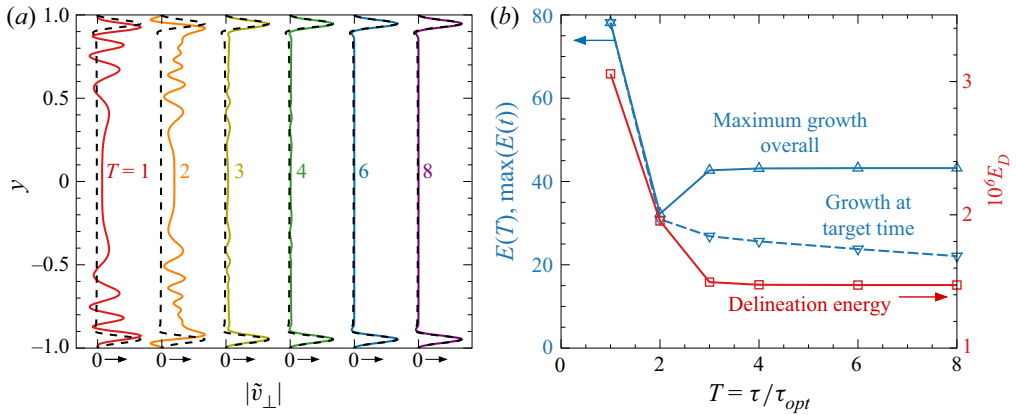 (a)
1.0
0.5
0
–0.5
–1.0
y
T = 1
2
3
4
6
8
0 0 0 0 0 0
|ṽ⊥|
(b)
80
60
40
20
0
E(T), max(E(t))
Maximum growth
overall
Growth at
target time
Delineation energy
3
2
1
10⁶E_D
0 2 4 6 8
T = τ/τ_opt